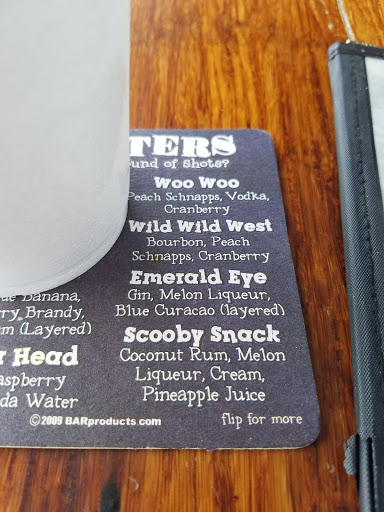 TERS
ound of shots?
Woo Woo
Peach Schnapps, Vodka,
Cranberry
Wild Wild West
Bourbon, Peach
Schnapps, Cranberry
Emerald Eye
Gin, Melon Liqueur,
Blue Curacao (layered)
Scooby Snack
Coconut Rum, Melon
Liqueur, Cream,
Pineapple Juice
Banana,
ry, Brandy,
m (Layered)
r Head
aspberry
da Water
©2009 BARproducts.com
flip for more